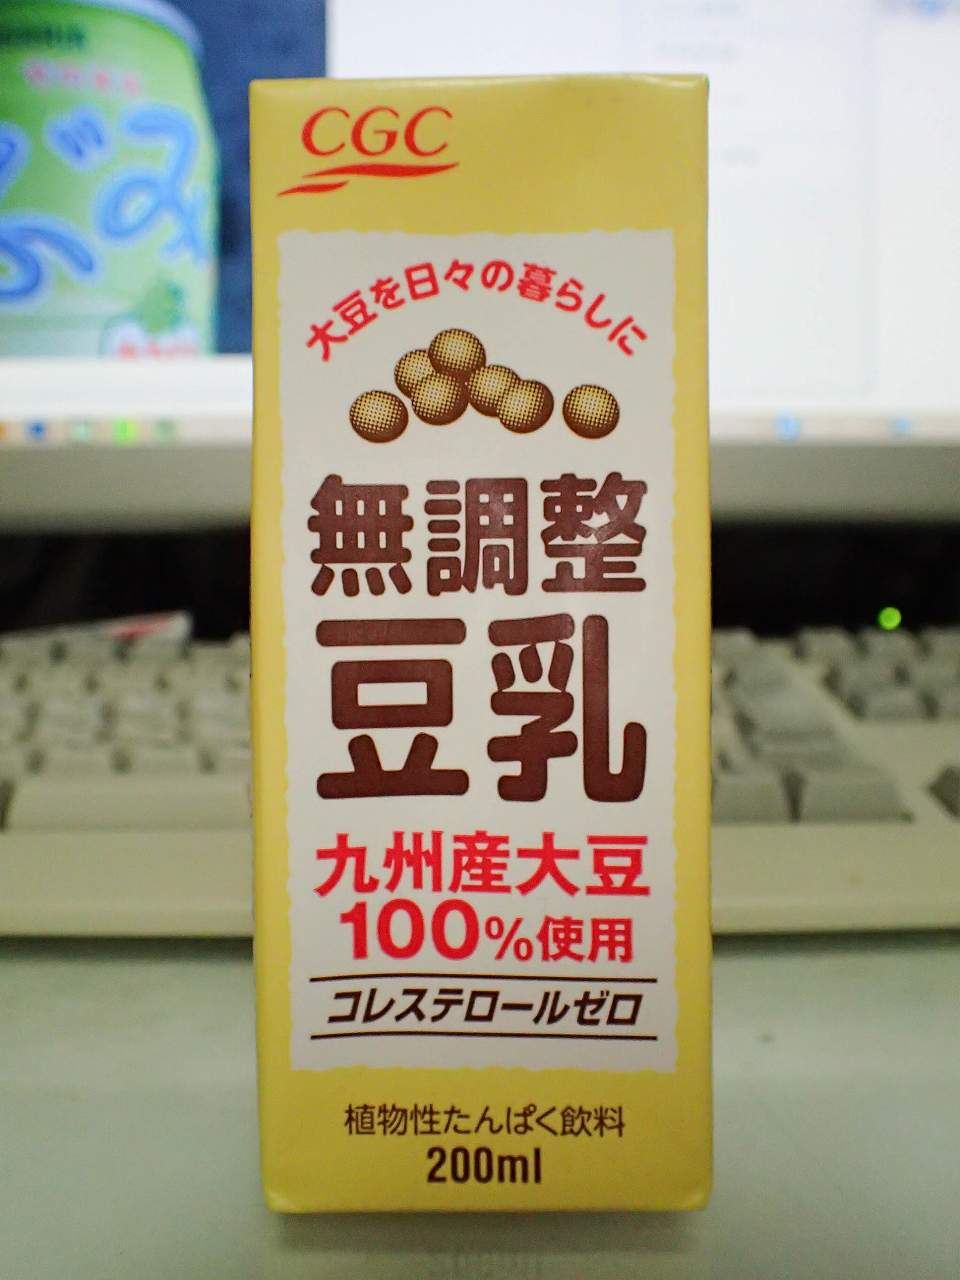 CGC
大豆を日々の暮らしに
無調整
豆乳
九州産大豆
100%使用
コレステロールゼロ
植物性たんぱく飲料
200ml